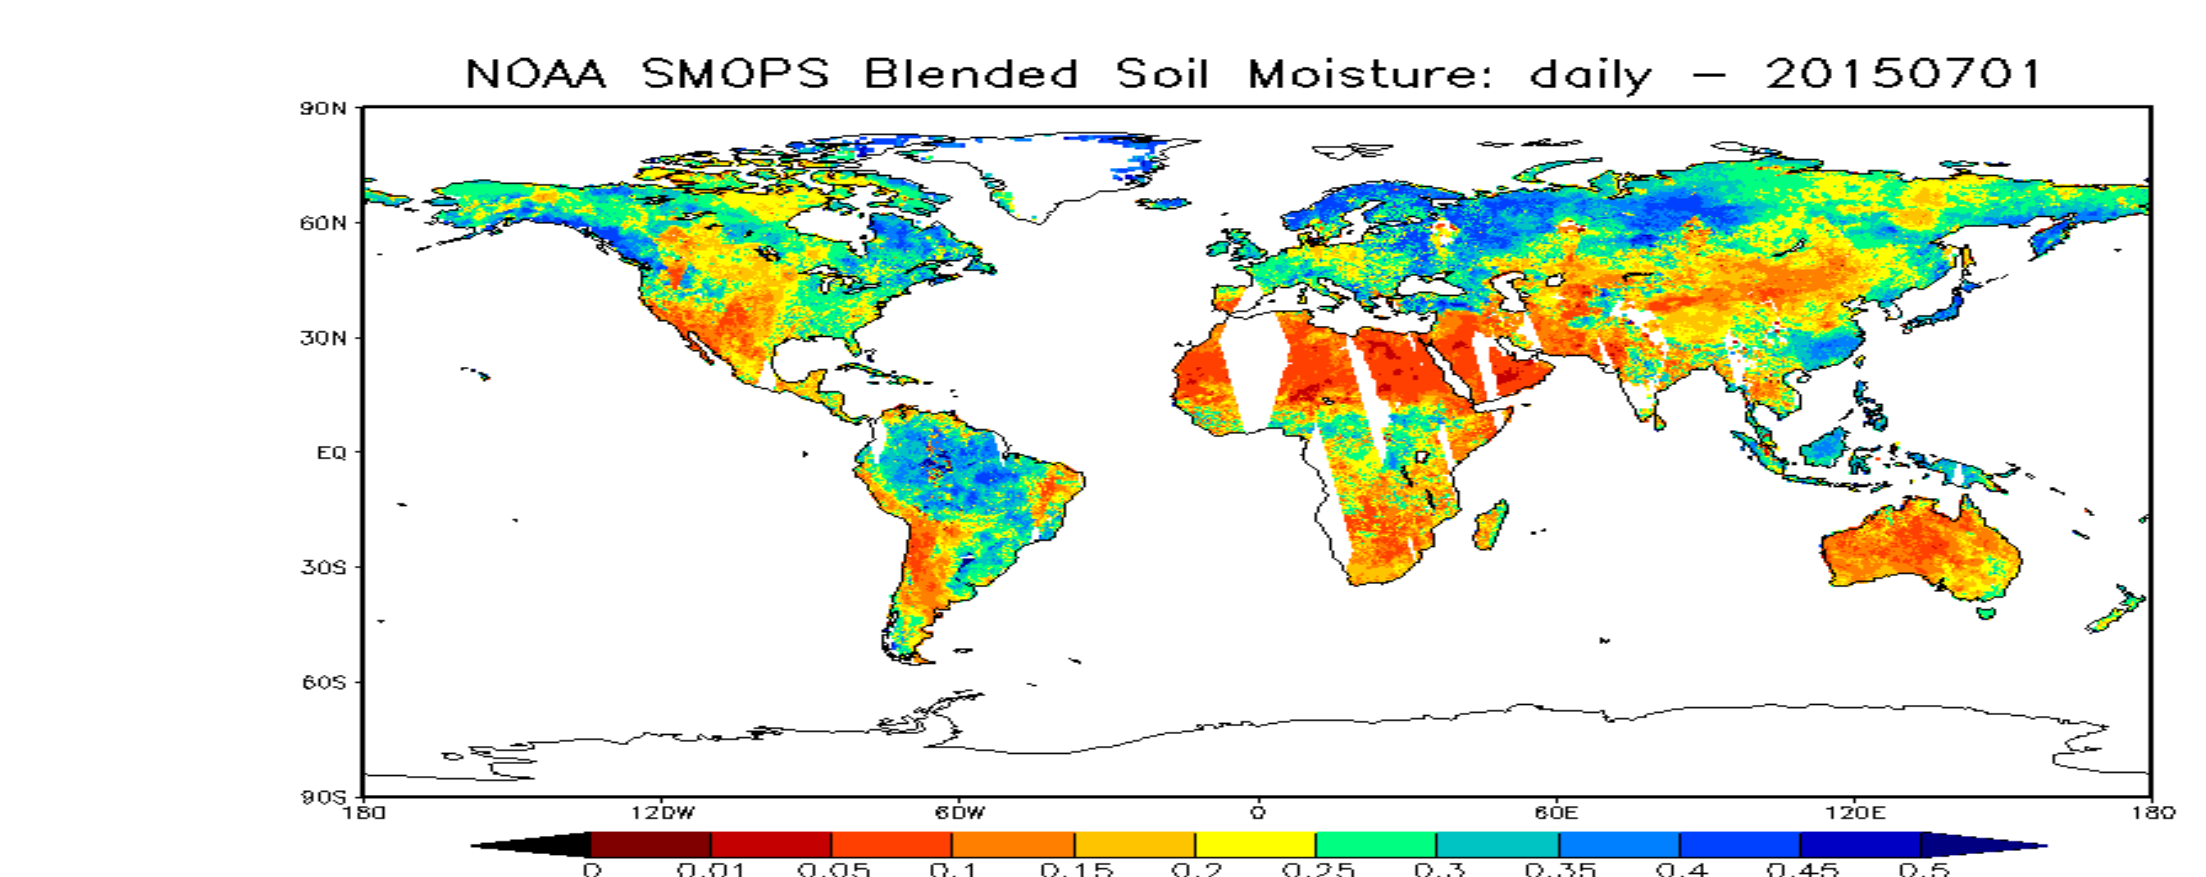 NOAA SMOPS Blended Soil Moisture: daily – 20150701
90N
60N
30N
EQ
30S
60S
90S
180 120W 60W 0 60E 120E 180
0 0.01 0.05 0.1 0.15 0.2 0.25 0.3 0.35 0.4 0.45 0.5